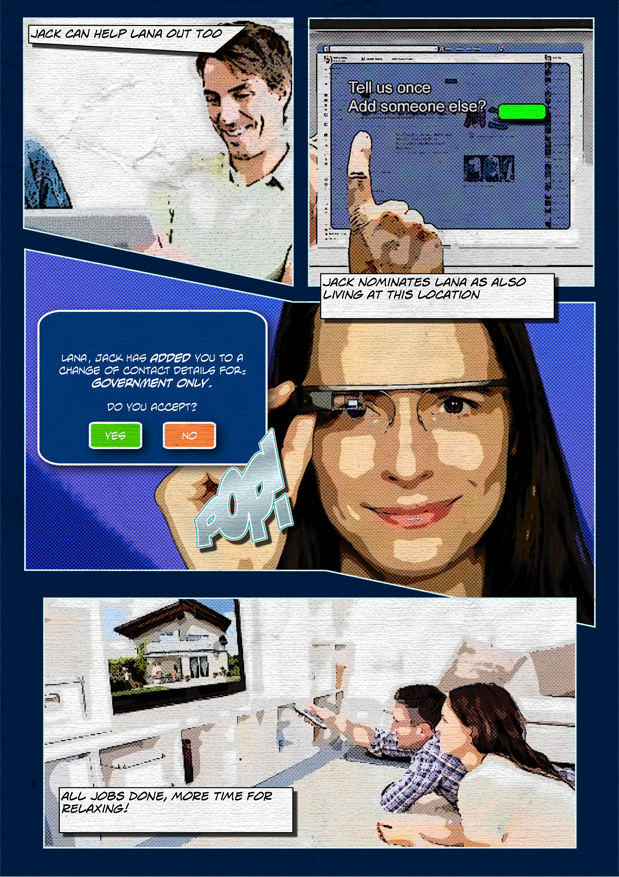 JACK CAN HELP LANA OUT TOO
Tell us once
Add someone else?
JACK NOMINATES LANA AS ALSO
LIVING AT THIS LOCATION
LANA, JACK HAS ADDED YOU TO A
CHANGE OF CONTACT DETAILS FOR:
GOVERNMENT ONLY.
DO YOU ACCEPT?
YES
NO
POP!
ALL JOBS DONE, MORE TIME FOR
RELAXING!